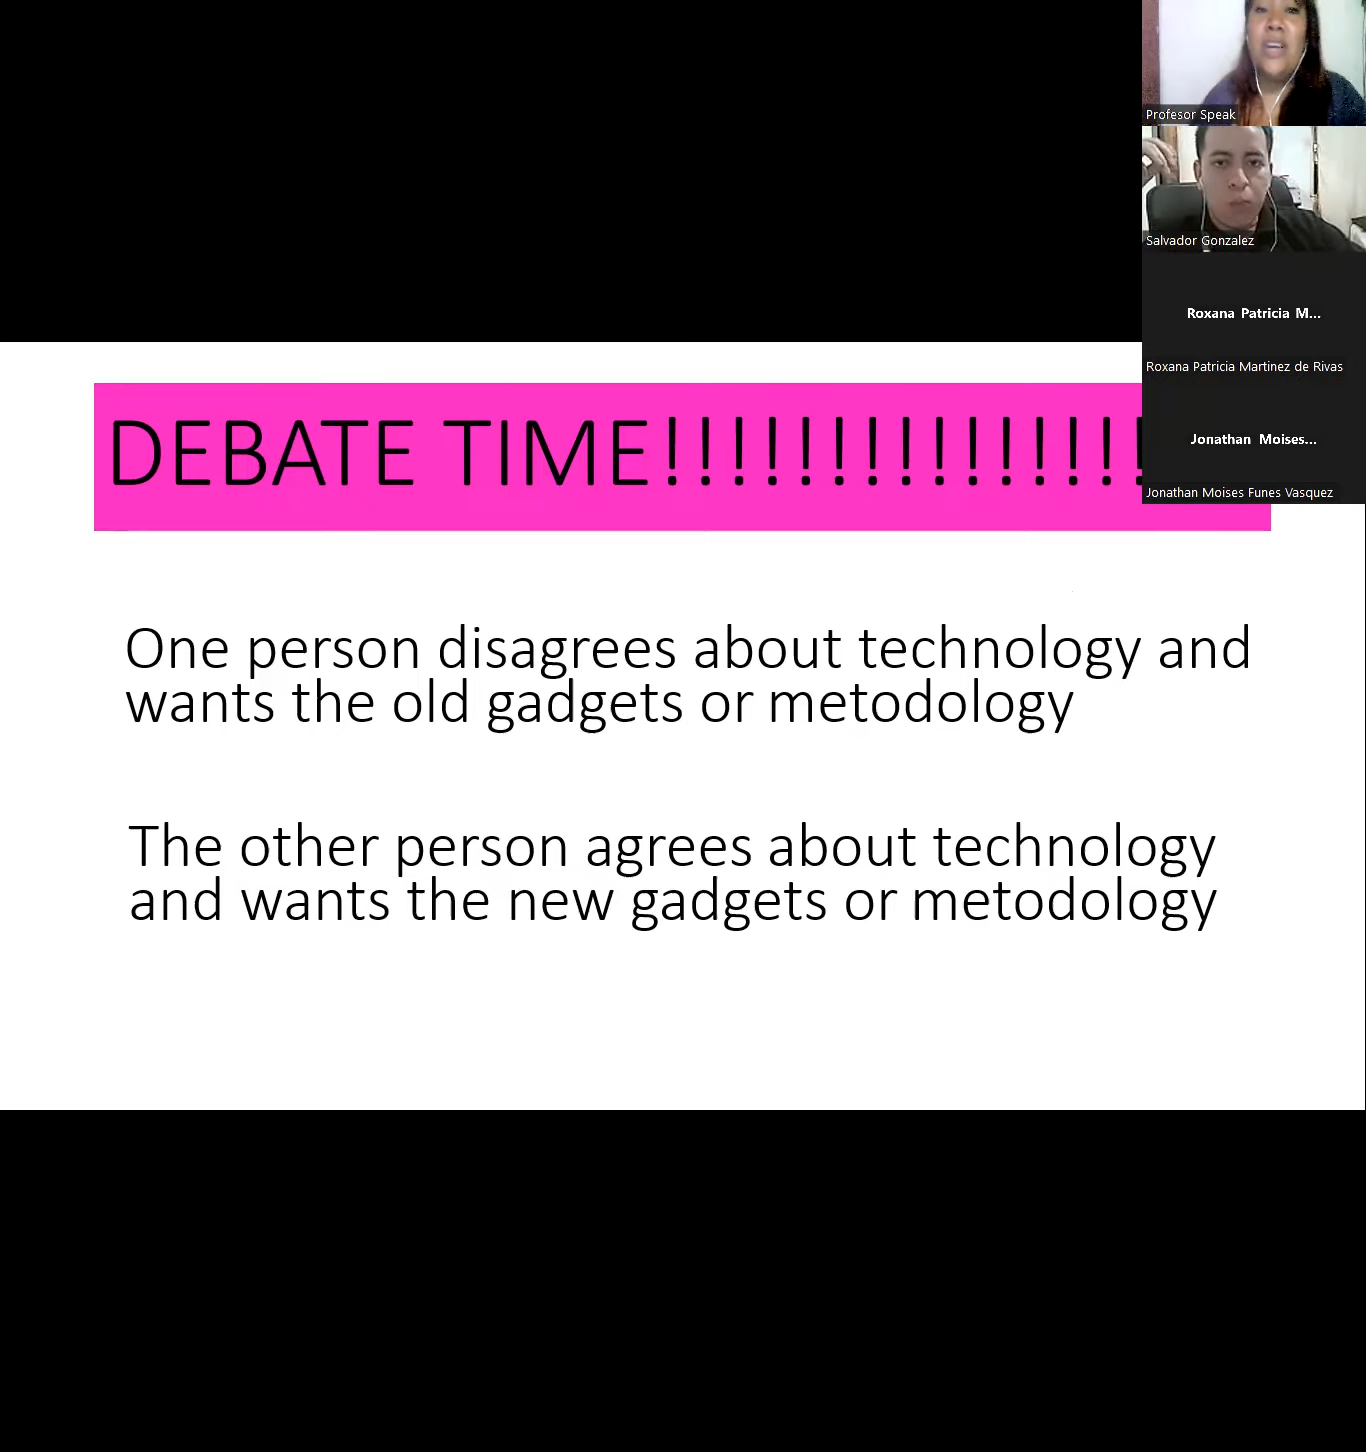 Profesor Speak
Salvador Gonzalez
Roxana Patricia M...
Roxana Patricia Martinez de Rivas
Jonathan Moises...
Jonathan Moises Funes Vasquez
DEBATE TIME!!!!!!!!!!!!!!!
One person disagrees about technology and
wants the old gadgets or metodology
The other person agrees about technology
and wants the new gadgets or metodology